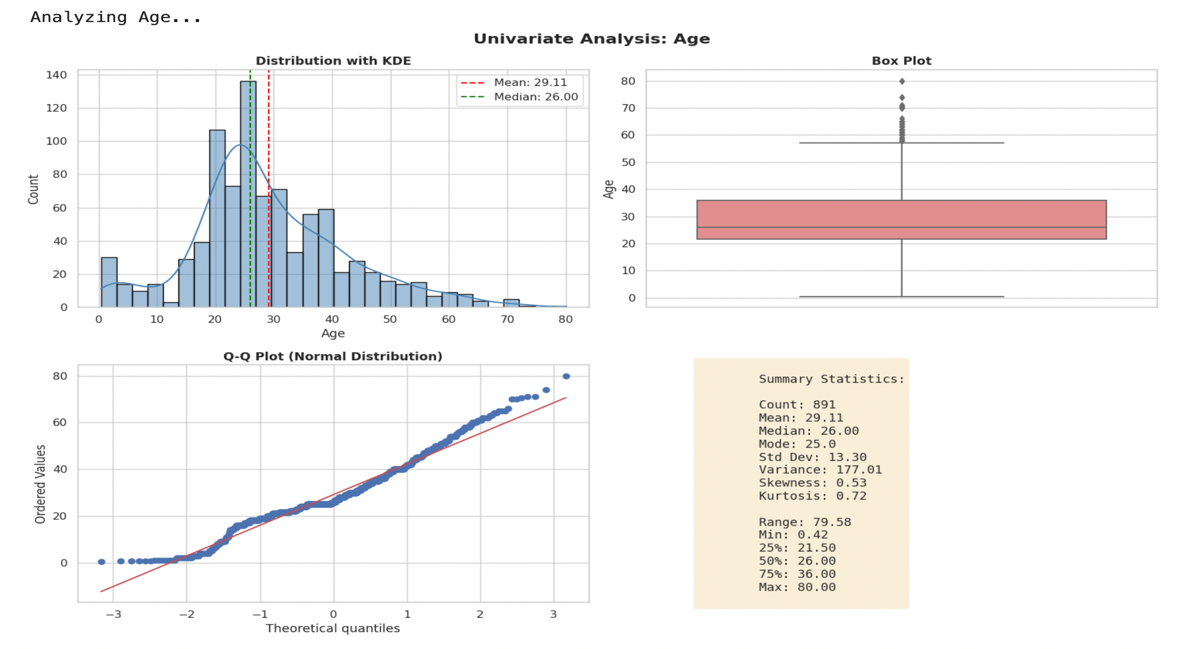 Analyzing Age...
Univariate Analysis: Age
Distribution with KDE
140
120
100
80
60
40
20
0
Count
Mean: 29.11
Median: 26.00
0 10 20 30 40 50 60 70 80
Age
Box Plot
80
70
60
50
40
30
20
10
0
Age
Q-Q Plot (Normal Distribution)
80
60
40
20
0
Ordered Values
−3 −2 −1 0 1 2 3
Theoretical quantiles
Summary Statistics:
Count: 891
Mean: 29.11
Median: 26.00
Mode: 25.0
Std Dev: 13.30
Variance: 177.01
Skewness: 0.53
Kurtosis: 0.72
Range: 79.58
Min: 0.42
25%: 21.50
50%: 26.00
75%: 36.00
Max: 80.00